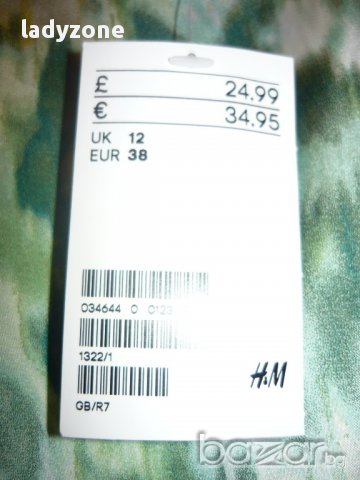 ladyzone
£ 24.99
€ 34.95
UK 12
EUR 38
034644 0 0123
1322/1
H&M
GB/R7
bazar.bg